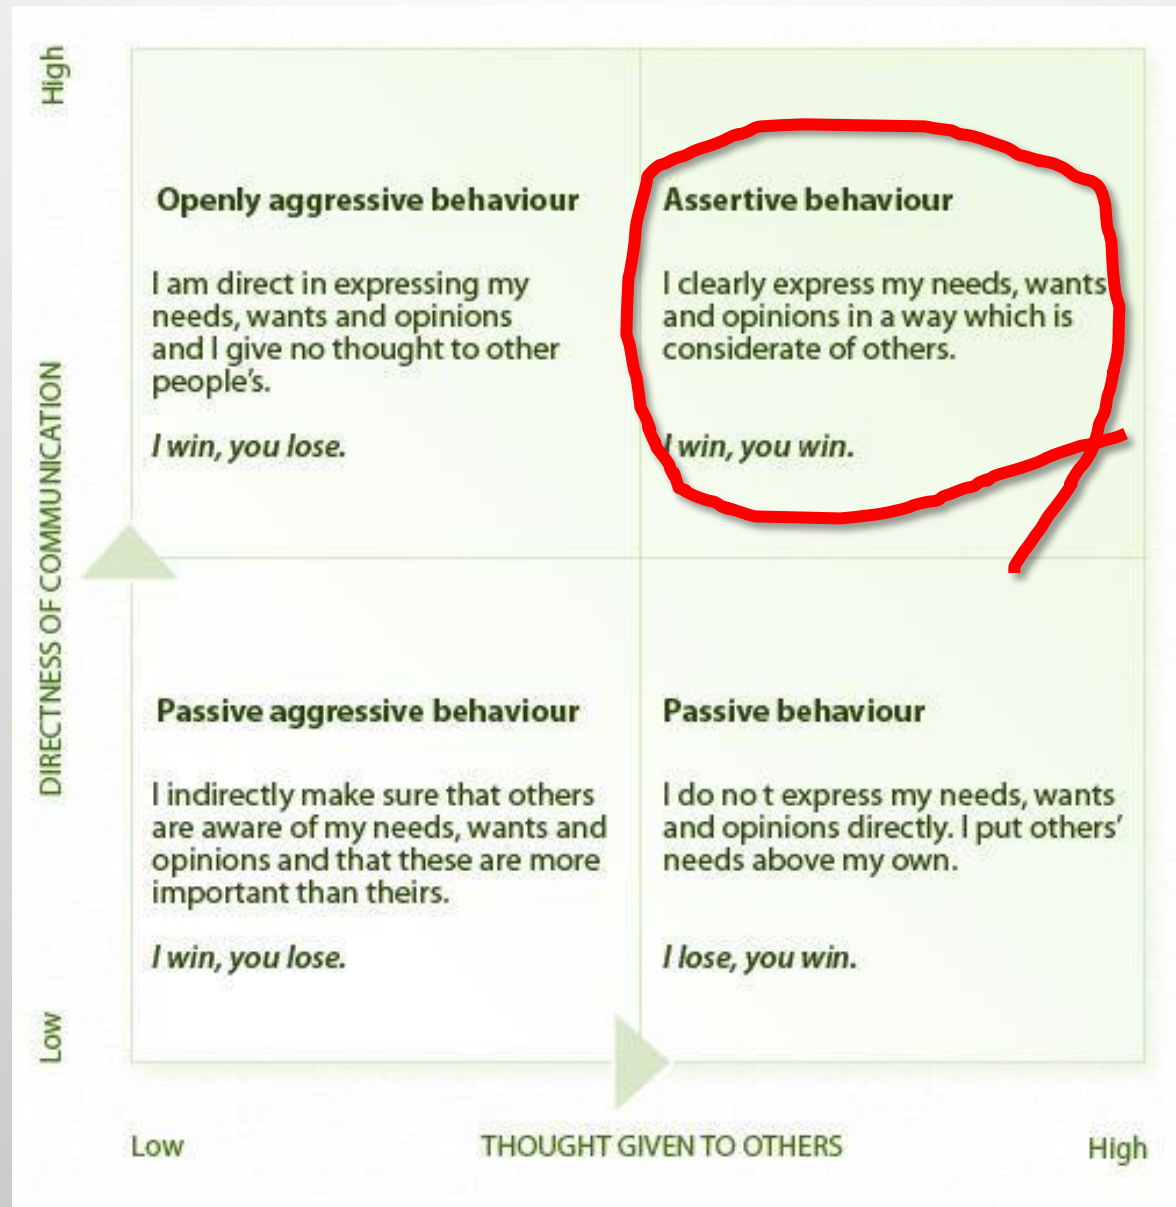 High
Openly aggressive behaviour
I am direct in expressing my
needs, wants and opinions
and I give no thought to other
people's.
I win, you lose.
Assertive behaviour
I clearly express my needs, wants
and opinions in a way which is
considerate of others.
I win, you win.
DIRECTNESS OF COMMUNICATION
Passive aggressive behaviour
I indirectly make sure that others
are aware of my needs, wants and
opinions and that these are more
important than theirs.
I win, you lose.
Passive behaviour
I do no t express my needs, wants
and opinions directly. I put others'
needs above my own.
I lose, you win.
Low
Low
THOUGHT GIVEN TO OTHERS
High